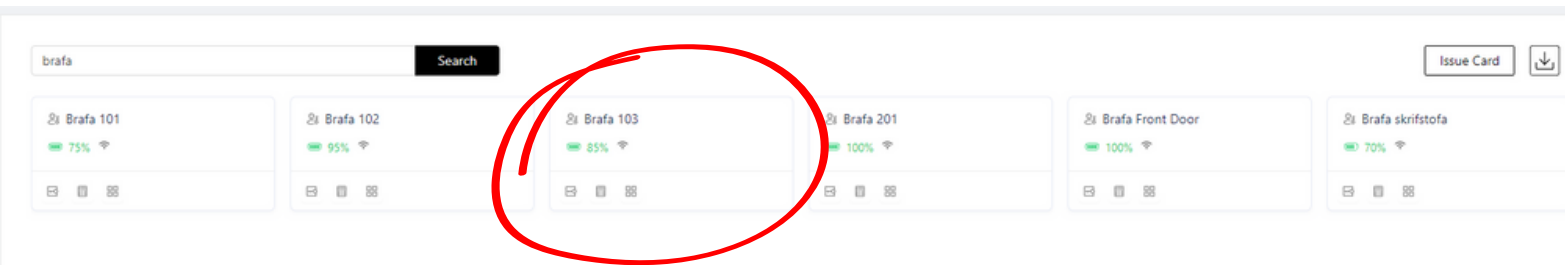 brafa
Search
Issue Card
Brafa 101
75%
Brafa 102
95%
Brafa 103
85%
Brafa 201
100%
Brafa Front Door
100%
Brafa skrifstofa
70%